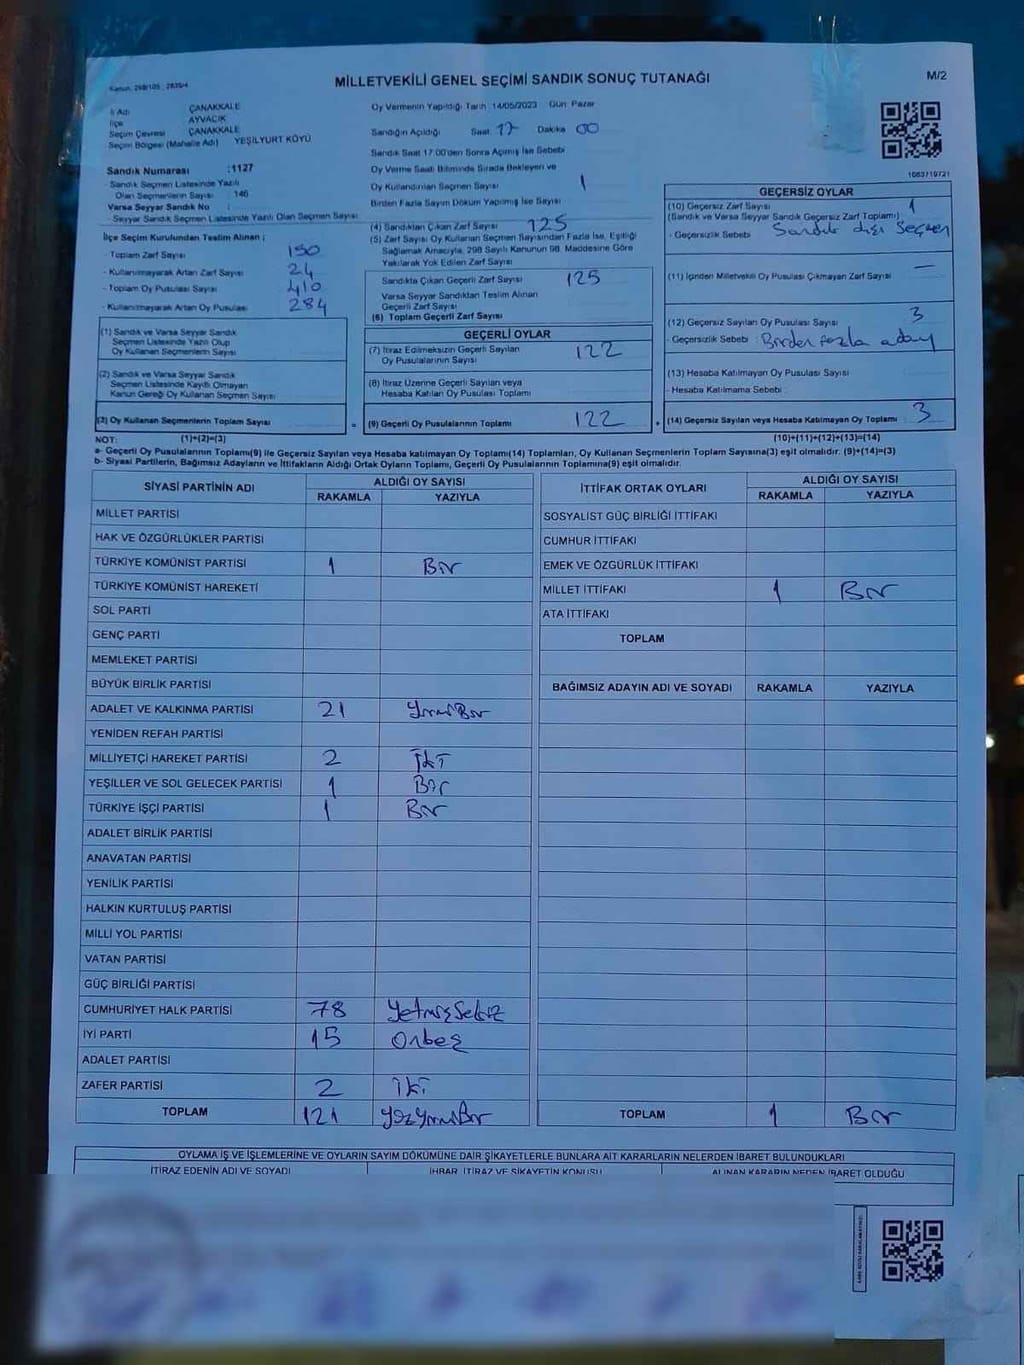 Kanun: 298/105 , 2839/4
MİLLETVEKİLİ GENEL SEÇİMİ SANDIK SONUÇ TUTANAĞI
M/2
İl Adı ÇANAKKALE
İlçe AYVACIK
Seçim Çevresi ÇANAKKALE
Seçim Bölgesi (Mahalle Adı) YEŞİLYURT KÖYÜ
Sandık Numarası :1127
- Sandık Seçmen Listesinde Yazılı
Olan Seçmenlerin Sayısı : 146
Varsa Seyyar Sandık No :
- Seyyar Sandık Seçmen Listesinde Yazılı Olan Seçmen Sayısı:
İlçe Seçim Kurulundan Teslim Alınan ;
- Toplam Zarf Sayısı 150
- Kullanılmayarak Artan Zarf Sayısı 24
- Toplam Oy Pusulası Sayısı 410
- Kullanılmayarak Artan Oy Pusulası 284
(1) Sandık ve Varsa Seyyar Sandık
Seçmen Listesinde Yazılı Olup
Oy Kullanan Seçmenlerin Sayısı
(2) Sandık ve Varsa Seyyar Sandık
Seçmen Listesinde Kayıtlı Olmayan
Kanun Gereği Oy Kullanan Seçmen Sayısı
(3) Oy Kullanan Seçmenlerin Toplam Sayısı
Oy Vermenin Yapıldığı Tarih 14/05/2023 Gün: Pazar
Sandığın Açıldığı Saat: 17 Dakika 00
Sandık Saat 17:00'den Sonra Açılmış İse Sebebi
Oy Verme Saati Bitiminde Sırada Bekleyen ve
Oy Kullandırılan Seçmen Sayısı 1
Birden Fazla Sayım Döküm Yapılmış İse Sayısı
(4) Sandıktan Çıkan Zarf Sayısı 125
(5) Zarf Sayısı Oy Kullanan Seçmen Sayısından Fazla İse, Eşitliği
Sağlamak Amacıyla, 298 Sayılı Kanunun 98. Maddesine Göre
Yakılarak Yok Edilen Zarf Sayısı
Sandıkta Çıkan Geçerli Zarf Sayısı 125
Varsa Seyyar Sandıktan Teslim Alınan
Geçerli Zarf Sayısı
(6) Toplam Geçerli Zarf Sayısı
GEÇERLİ OYLAR
(7) İtiraz Edilmeksizin Geçerli Sayılan
Oy Pusulalarının Sayısı 122
(8) İtiraz Üzerine Geçerli Sayılan veya
Hesaba Katılan Oy Pusulası Toplamı
= (9) Geçerli Oy Pusulalarının Toplamı 122
1063719721
GEÇERSİZ OYLAR
(10) Geçersiz Zarf Sayısı 1
(Sandık ve Varsa Seyyar Sandık Geçersiz Zarf Toplamı)
- Geçersizlik Sebebi Sandık dışı Seçmen
(11) İçinden Milletvekili Oy Pusulası Çıkmayan Zarf Sayısı —
(12) Geçersiz Sayılan Oy Pusulası Sayısı 3
- Geçersizlik Sebebi Birden fazla aday
(13) Hesaba Katılmayan Oy Pusulası Sayısı
- Hesaba Katılmama Sebebi
+ (14) Geçersiz Sayılan veya Hesaba Katılmayan Oy Toplamı 3
NOT: (1)+(2)=(3) (10)+(11)+(12)+(13)=(14)
a- Geçerli Oy Pusulalarının Toplamı(9) ile Geçersiz Sayılan veya Hesaba katılmayan Oy Toplamı(14) Toplamları, Oy Kullanan Seçmenlerin Toplam Sayısına(3) eşit olmalıdır. (9)+(14)=(3)
b- Siyasi Partilerin, Bağımsız Adayların ve İttifakların Aldığı Ortak Oyların Toplamı, Geçerli Oy Pusulalarının Toplamına(9) eşit olmalıdır.
SİYASİ PARTİNİN ADI ALDIĞI OY SAYISI
RAKAMLA YAZIYLA
MİLLET PARTİSİ
HAK VE ÖZGÜRLÜKLER PARTİSİ
TÜRKİYE KOMÜNİST PARTİSİ 1 Bir
TÜRKİYE KOMÜNİST HAREKETİ
SOL PARTİ
GENÇ PARTİ
MEMLEKET PARTİSİ
BÜYÜK BİRLİK PARTİSİ
ADALET VE KALKINMA PARTİSİ 21 YirmiBir
YENİDEN REFAH PARTİSİ
MİLLİYETÇİ HAREKET PARTİSİ 2 İki
YEŞİLLER VE SOL GELECEK PARTİSİ 1 Bir
TÜRKİYE İŞÇİ PARTİSİ 1 Bir
ADALET BİRLİK PARTİSİ
ANAVATAN PARTİSİ
YENİLİK PARTİSİ
HALKIN KURTULUŞ PARTİSİ
MİLLİ YOL PARTİSİ
VATAN PARTİSİ
GÜÇ BİRLİĞİ PARTİSİ
CUMHURİYET HALK PARTİSİ 78 YetmişSekiz
İYİ PARTİ 15 Onbeş
ADALET PARTİSİ
ZAFER PARTİSİ 2 İki
TOPLAM 121 YüzYirmiBir
İTTİFAK ORTAK OYLARI ALDIĞI OY SAYISI
RAKAMLA YAZIYLA
SOSYALİST GÜÇ BİRLİĞİ İTTİFAKI
CUMHUR İTTİFAKI
EMEK VE ÖZGÜRLÜK İTTİFAKI
MİLLET İTTİFAKI 1 Bir
ATA İTTİFAKI
TOPLAM
BAĞIMSIZ ADAYIN ADI VE SOYADI RAKAMLA YAZIYLA
TOPLAM 1 Bir
OYLAMA İŞ VE İŞLEMLERİNE VE OYLARIN SAYIM DÖKÜMÜNE DAİR ŞİKAYETLERLE BUNLARA AİT KARARLARIN NELERDEN İBARET BULUNDUKLARI
İTİRAZ EDENİN ADI VE SOYADI İHBAR, İTİRAZ VE ŞİKAYETİN KONUSU ALINAN KARARIN NEDEN İBARET OLDUĞU